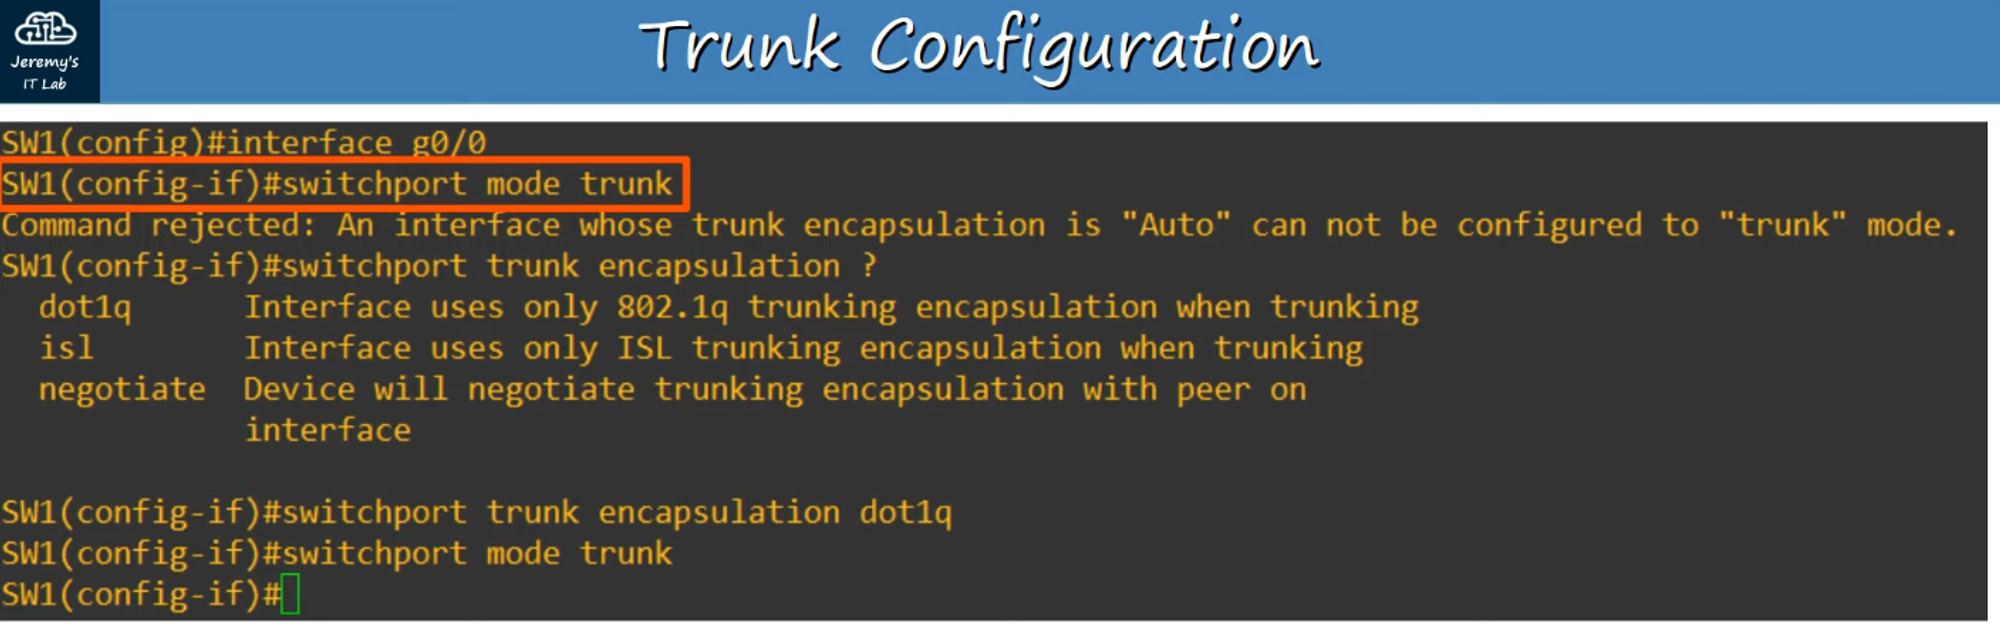 Jeremy's
IT Lab
Trunk Configuration
SW1(config)#interface g0/0
SW1(config-if)#switchport mode trunk
Command rejected: An interface whose trunk encapsulation is "Auto" can not be configured to "trunk" mode.
SW1(config-if)#switchport trunk encapsulation ?
  dot1q      Interface uses only 802.1q trunking encapsulation when trunking
  isl        Interface uses only ISL trunking encapsulation when trunking
  negotiate  Device will negotiate trunking encapsulation with peer on
             interface
SW1(config-if)#switchport trunk encapsulation dot1q
SW1(config-if)#switchport mode trunk
SW1(config-if)#